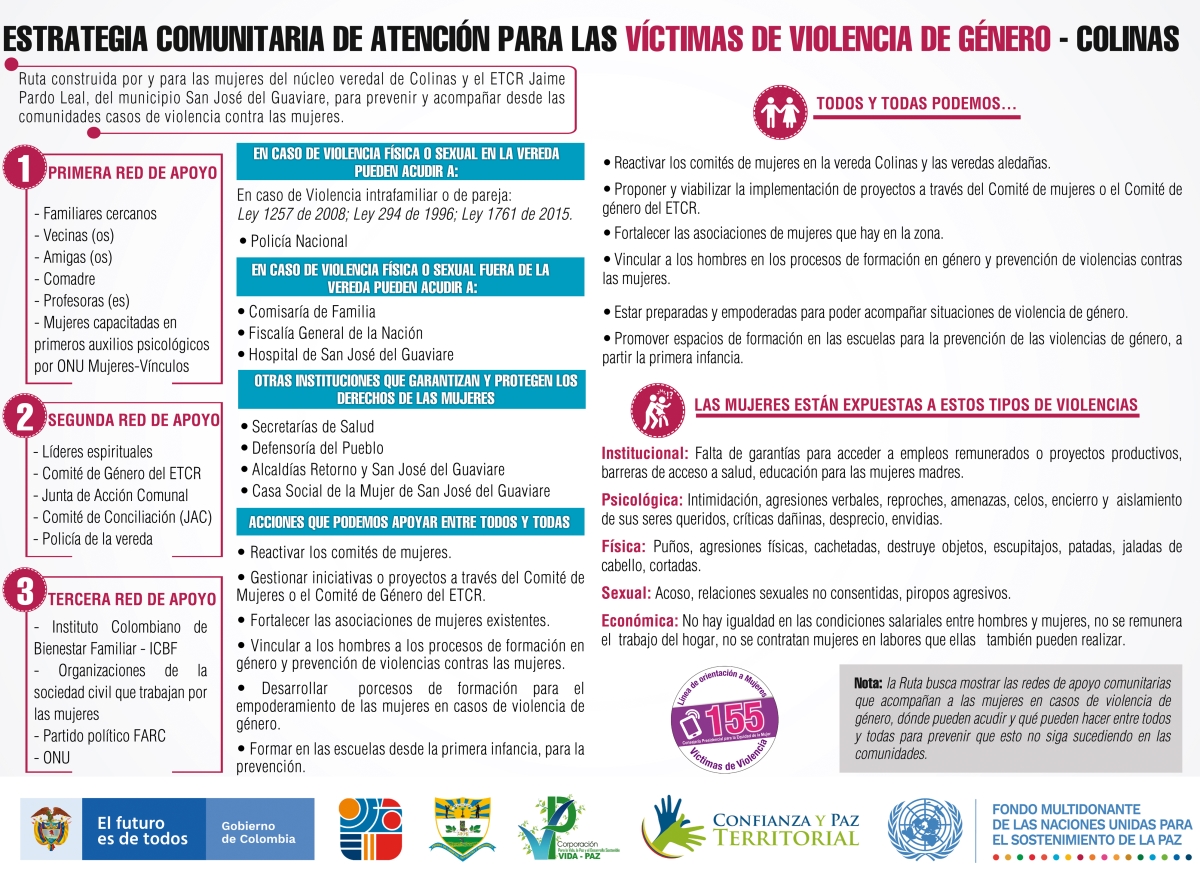 ESTRATEGIA COMUNITARIA DE ATENCIÓN PARA LAS VÍCTIMAS DE VIOLENCIA DE GÉNERO - COLINAS
Ruta construida por y para las mujeres del núcleo veredal de Colinas y el ETCR Jaime
Pardo Leal, del municipio San José del Guaviare, para prevenir y acompañar desde las
comunidades casos de violencia contra las mujeres.
1
PRIMERA RED DE APOYO
- Familiares cercanos
- Vecinas (os)
- Amigas (os)
- Comadre
- Profesoras (es)
- Mujeres capacitadas en
primeros auxilios psicológicos
por ONU Mujeres-Vínculos
2
SEGUNDA RED DE APOYO
- Líderes espirituales
- Comité de Género del ETCR
- Junta de Acción Comunal
- Comité de Conciliación (JAC)
- Policía de la vereda
3
TERCERA RED DE APOYO
- Instituto Colombiano de
Bienestar Familiar - ICBF
- Organizaciones de la
sociedad civil que trabajan por
las mujeres
- Partido político FARC
- ONU
EN CASO DE VIOLENCIA FÍSICA O SEXUAL EN LA VEREDA
PUEDEN ACUDIR A:
En caso de Violencia intrafamiliar o de pareja:
Ley 1257 de 2008; Ley 294 de 1996; Ley 1761 de 2015.
• Policía Nacional
EN CASO DE VIOLENCIA FÍSICA O SEXUAL FUERA DE LA
VEREDA PUEDEN ACUDIR A:
• Comisaría de Familia
• Fiscalía General de la Nación
• Hospital de San José del Guaviare
OTRAS INSTITUCIONES QUE GARANTIZAN Y PROTEGEN LOS
DERECHOS DE LAS MUJERES
• Secretarías de Salud
• Defensoría del Pueblo
• Alcaldías Retorno y San José del Guaviare
• Casa Social de la Mujer de San José del Guaviare
ACCIONES QUE PODEMOS APOYAR ENTRE TODOS Y TODAS
• Reactivar los comités de mujeres.
• Gestionar iniciativas o proyectos a través del Comité de
Mujeres o el Comité de Género del ETCR.
• Fortalecer las asociaciones de mujeres existentes.
• Vincular a los hombres a los procesos de formación en
género y prevención de violencias contras las mujeres.
• Desarrollar porcesos de formación para el
empoderamiento de las mujeres en casos de violencia de
género.
• Formar en las escuelas desde la primera infancia, para la
prevención.
TODOS Y TODAS PODEMOS...
• Reactivar los comités de mujeres en la vereda Colinas y las veredas aledañas.
• Proponer y viabilizar la implementación de proyectos a través del Comité de mujeres o el Comité de
género del ETCR.
• Fortalecer las asociaciones de mujeres que hay en la zona.
• Vincular a los hombres en los procesos de formación en género y prevención de violencias contras
las mujeres.
• Estar preparadas y empoderadas para poder acompañar situaciones de violencia de género.
• Promover espacios de formación en las escuelas para la prevención de las violencias de género, a
partir la primera infancia.
LAS MUJERES ESTÁN EXPUESTAS A ESTOS TIPOS DE VIOLENCIAS
Institucional: Falta de garantías para acceder a empleos remunerados o proyectos productivos,
barreras de acceso a salud, educación para las mujeres madres.
Psicológica: Intimidación, agresiones verbales, reproches, amenazas, celos, encierro y aislamiento
de sus seres queridos, críticas dañinas, desprecio, envidias.
Física: Puños, agresiones físicas, cachetadas, destruye objetos, escupitajos, patadas, jaladas de
cabello, cortadas.
Sexual: Acoso, relaciones sexuales no consentidas, piropos agresivos.
Económica: No hay igualdad en las condiciones salariales entre hombres y mujeres, no se remunera
el trabajo del hogar, no se contratan mujeres en labores que ellas también pueden realizar.
Línea de orientación a Mujeres
155
Consejería Presidencial para la Equidad de la Mujer
Víctimas de Violencia
Nota: la Ruta busca mostrar las redes de apoyo comunitarias
que acompañan a las mujeres en casos de violencia de
género, dónde pueden acudir y qué pueden hacer entre todos
y todas para prevenir que esto no siga sucediendo en las
comunidades.
El futuro
es de todos
Gobierno
de Colombia
Corporación
Para la Vida, la Paz y el Desarrollo Sostenible
VIDA - PAZ
CONFIANZA Y PAZ
TERRITORIAL
FONDO MULTIDONANTE
DE LAS NACIONES UNIDAS PARA
EL SOSTENIMIENTO DE LA PAZ